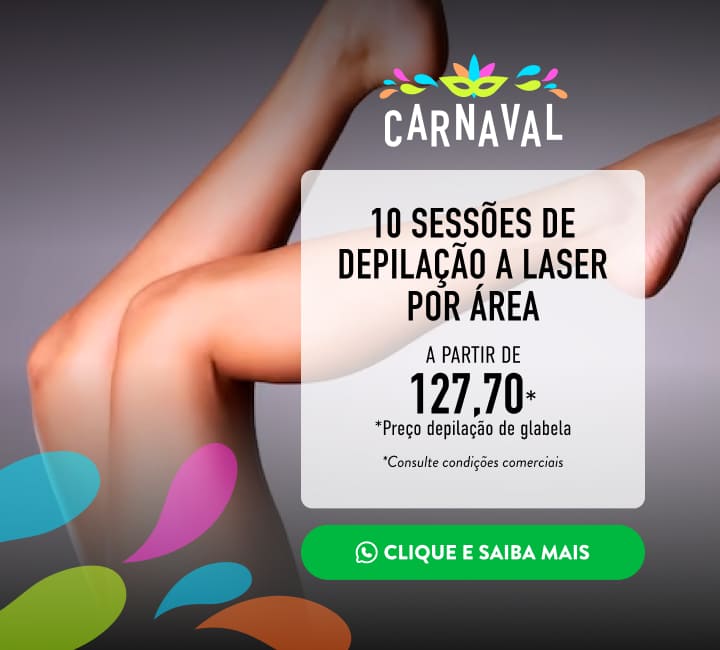 CARNAVAL
10 SESSÕES DE
DEPILAÇÃO A LASER
POR ÁREA
A PARTIR DE
127,70*
*Preço depilação de glabela
*Consulte condições comerciais
CLIQUE E SAIBA MAIS